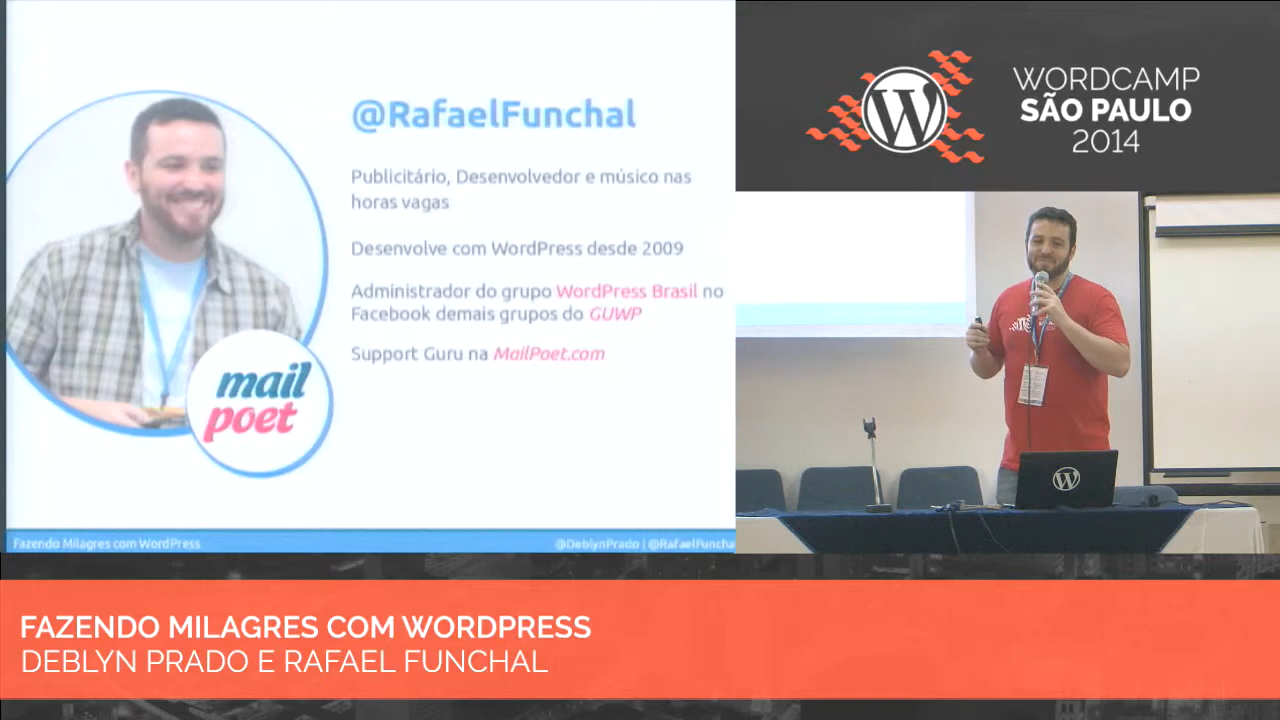 @RafaelFunchal
Publicitário, Desenvolvedor e músico nas
horas vagas
Desenvolve com WordPress desde 2009
Administrador do grupo WordPress Brasil no
Facebook demais grupos do GUWP
Support Guru na MailPoet.com
mail
poet
Fazendo Milagres com WordPress
@DeblynPrado | @RafaelFuncha
WORDCAMP
SÃO PAULO
2014
FAZENDO MILAGRES COM WORDPRESS
DEBLYN PRADO E RAFAEL FUNCHAL